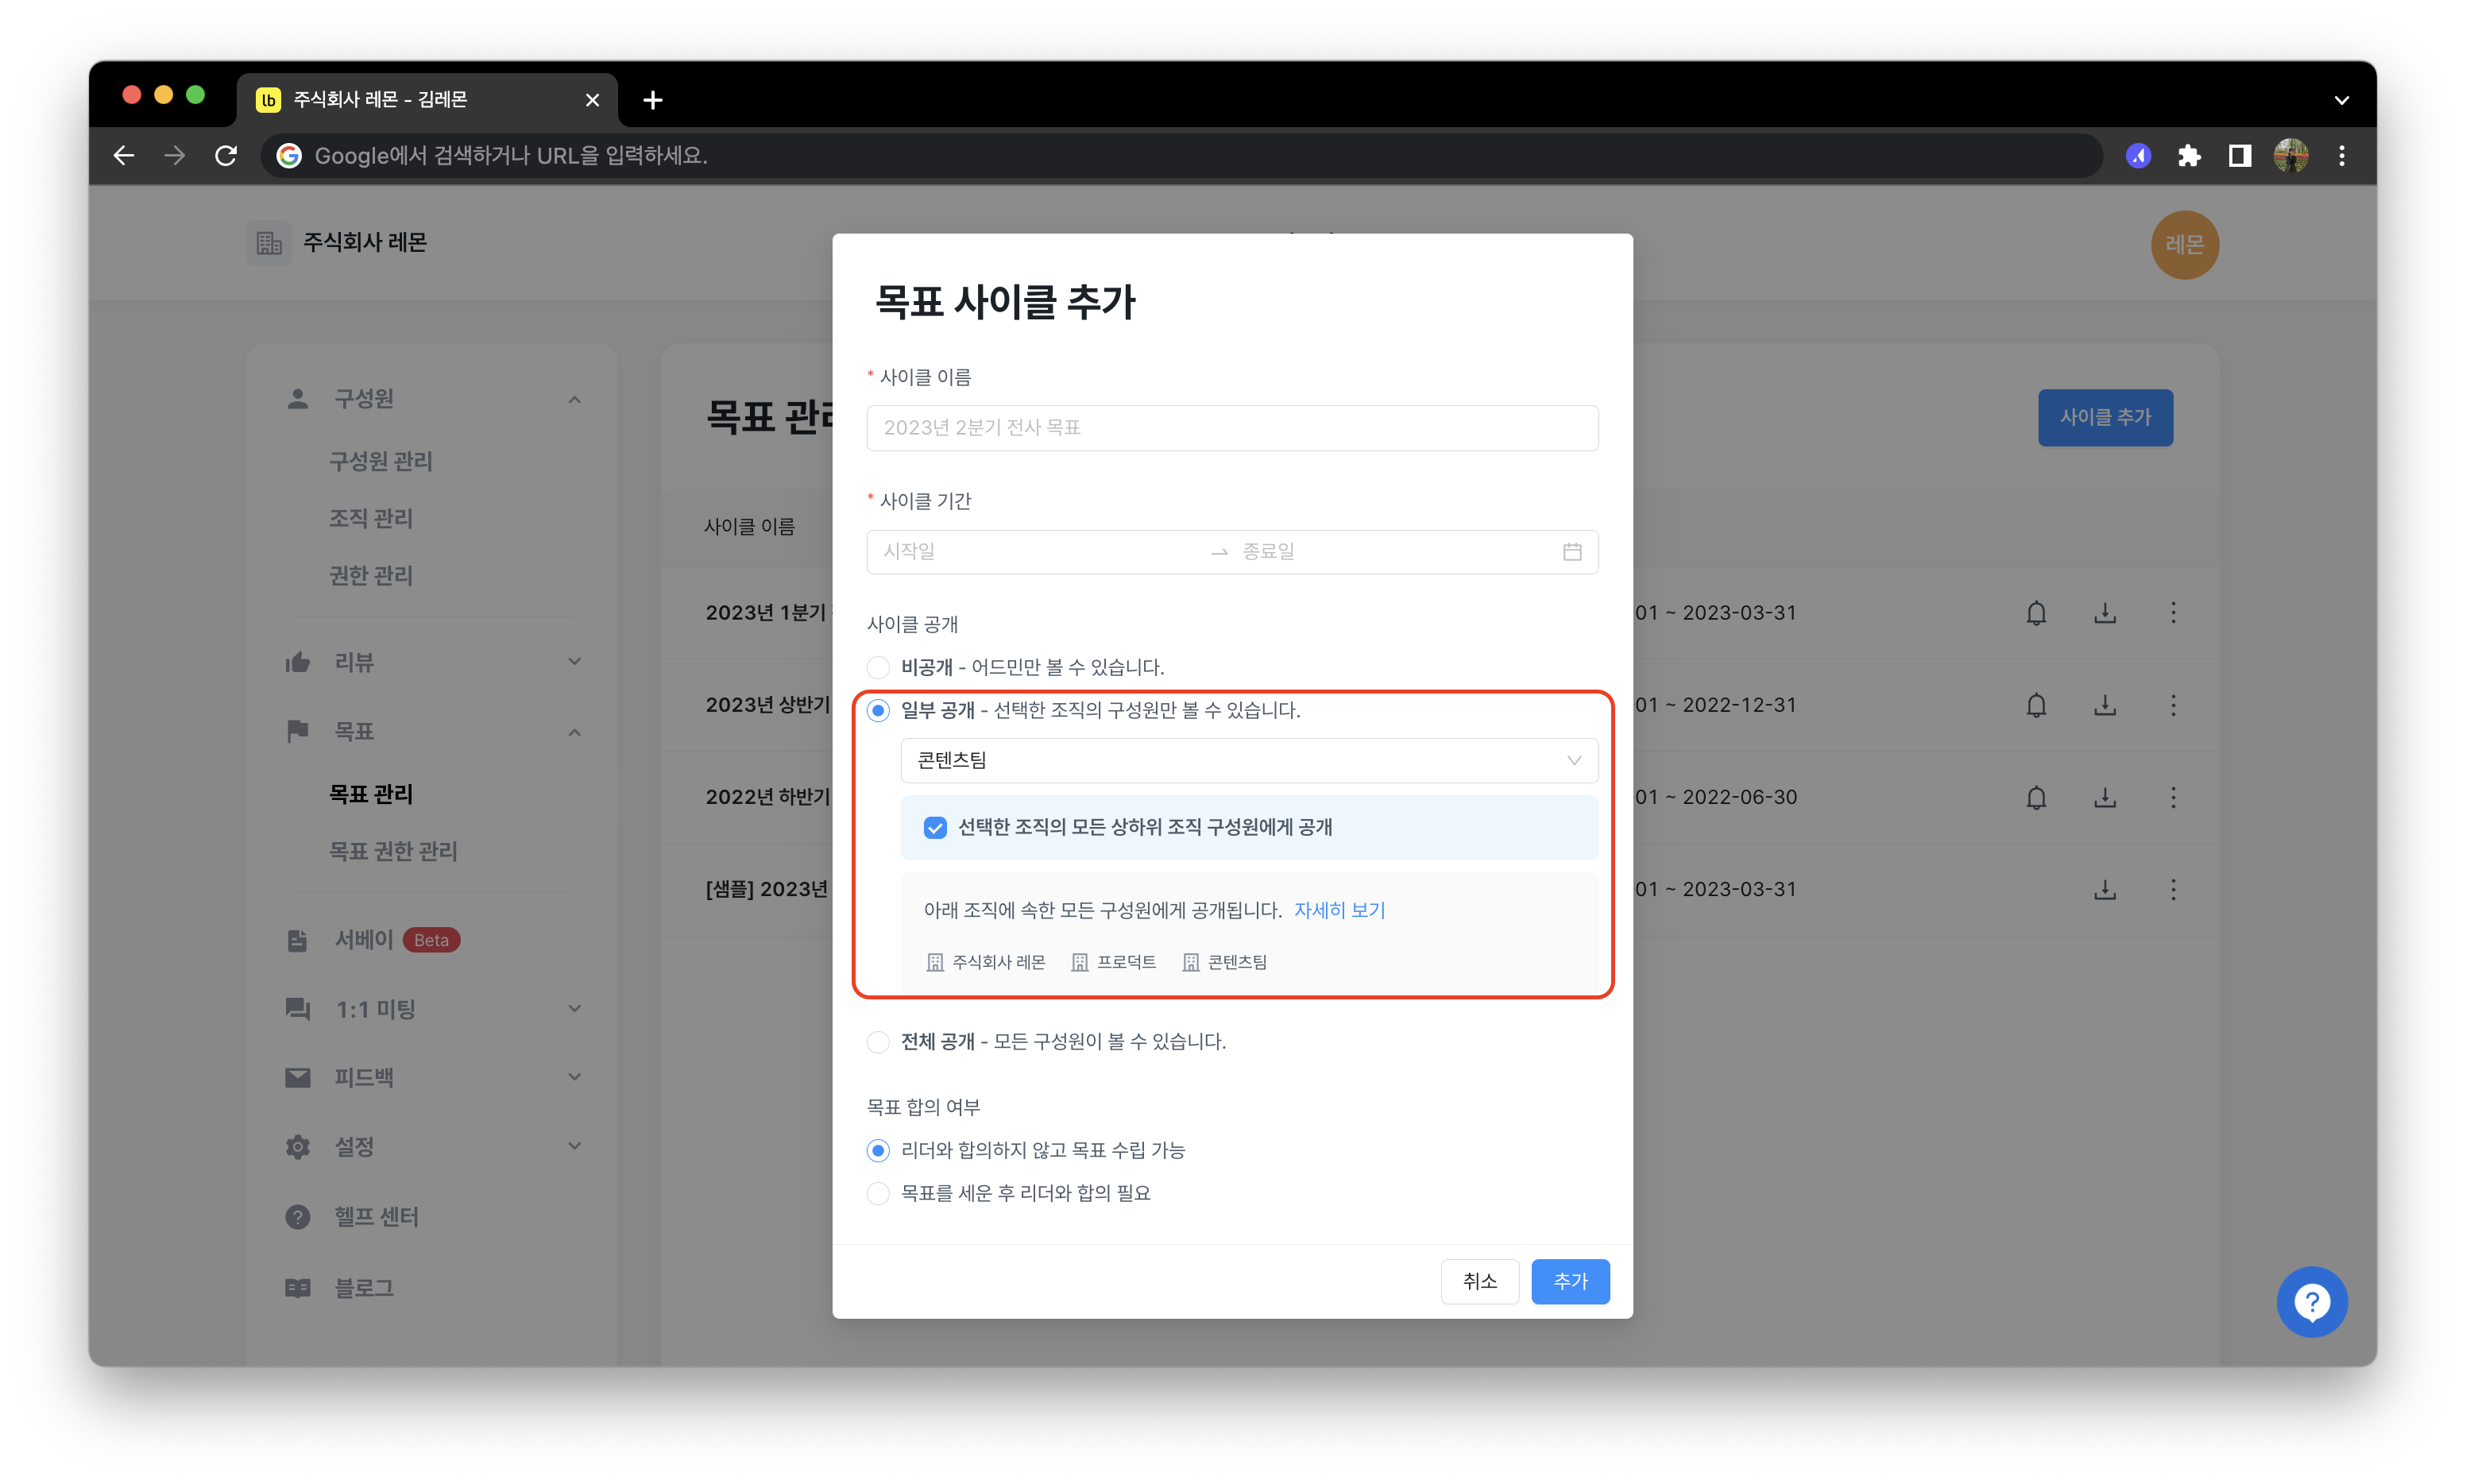 lb 주식회사 레몬 - 김레몬
Google에서 검색하거나 URL을 입력하세요.
주식회사 레몬
레몬
구성원
구성원 관리
조직 관리
권한 관리
리뷰
목표
목표 관리
목표 권한 관리
서베이 Beta
1:1 미팅
피드백
설정
헬프 센터
블로그
목표 관리
사이클 추가
사이클 이름
2023년 1분기
01 ~ 2023-03-31
2023년 상반기
01 ~ 2022-12-31
2022년 하반기
01 ~ 2022-06-30
[샘플] 2023년
01 ~ 2023-03-31
목표 사이클 추가
* 사이클 이름
2023년 2분기 전사 목표
* 사이클 기간
시작일 → 종료일
사이클 공개
비공개 - 어드민만 볼 수 있습니다.
일부 공개 - 선택한 조직의 구성원만 볼 수 있습니다.
콘텐츠팀
선택한 조직의 모든 상하위 조직 구성원에게 공개
아래 조직에 속한 모든 구성원에게 공개됩니다. 자세히 보기
주식회사 레몬 프로덕트 콘텐츠팀
전체 공개 - 모든 구성원이 볼 수 있습니다.
목표 합의 여부
리더와 합의하지 않고 목표 수립 가능
목표를 세운 후 리더와 합의 필요
취소 추가